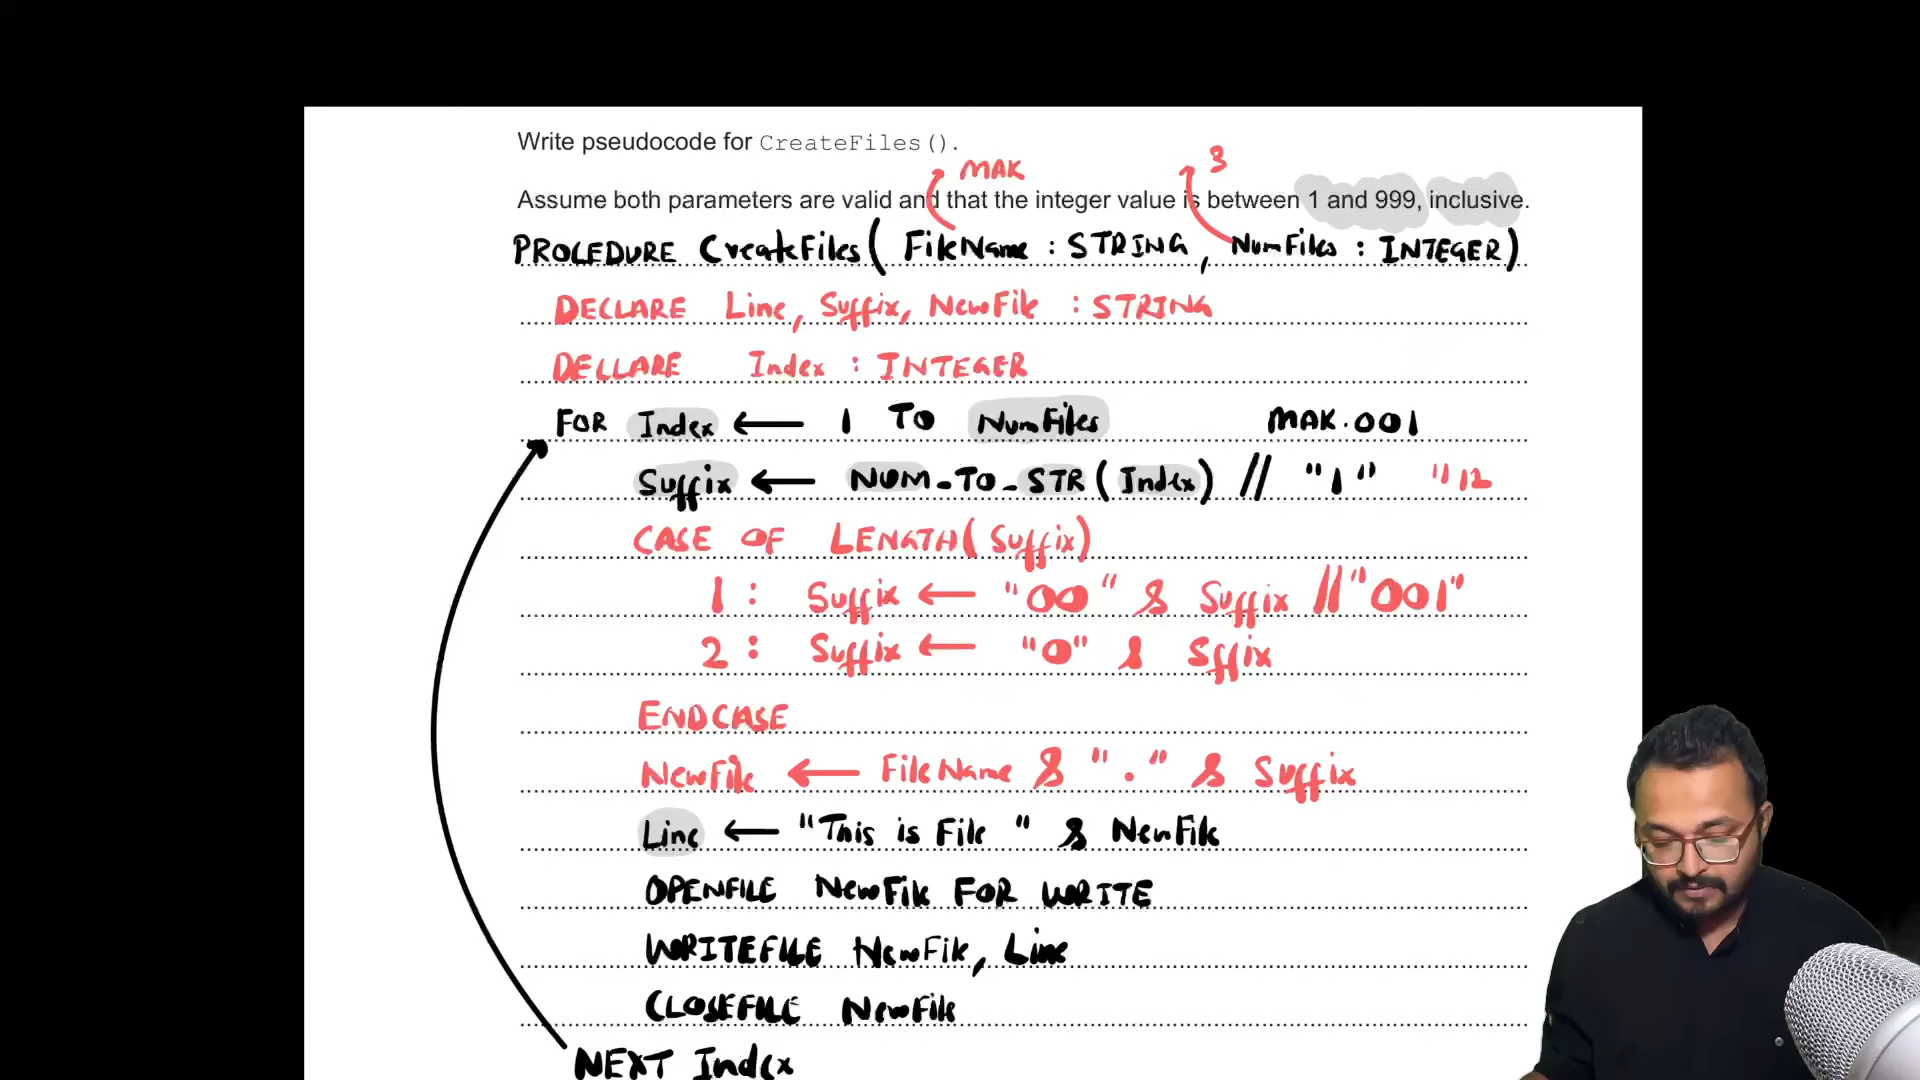 Write pseudocode for CreateFiles().
MAK 3
Assume both parameters are valid and that the integer value is between 1 and 999, inclusive.
PROCEDURE CreateFiles( FileName : STRING , NumFiles : INTEGER)
DECLARE Line, Suffix, NewFile : STRING
DECLARE Index : INTEGER
FOR Index ← 1 TO NumFiles MAK.001
Suffix ← NUM_TO_STR(Index) // "1" "12
CASE OF LENGTH(Suffix)
1 : Suffix ← "00" & Suffix // "001"
2 : Suffix ← "0" & Sffix
ENDCASE
NewFile ← FileName & "." & Suffix
Line ← "This is File " & NewFile
OPENFILE NewFile FOR WRITE
WRITEFILE NewFile, Line
CLOSEFILE NewFile
NEXT Index